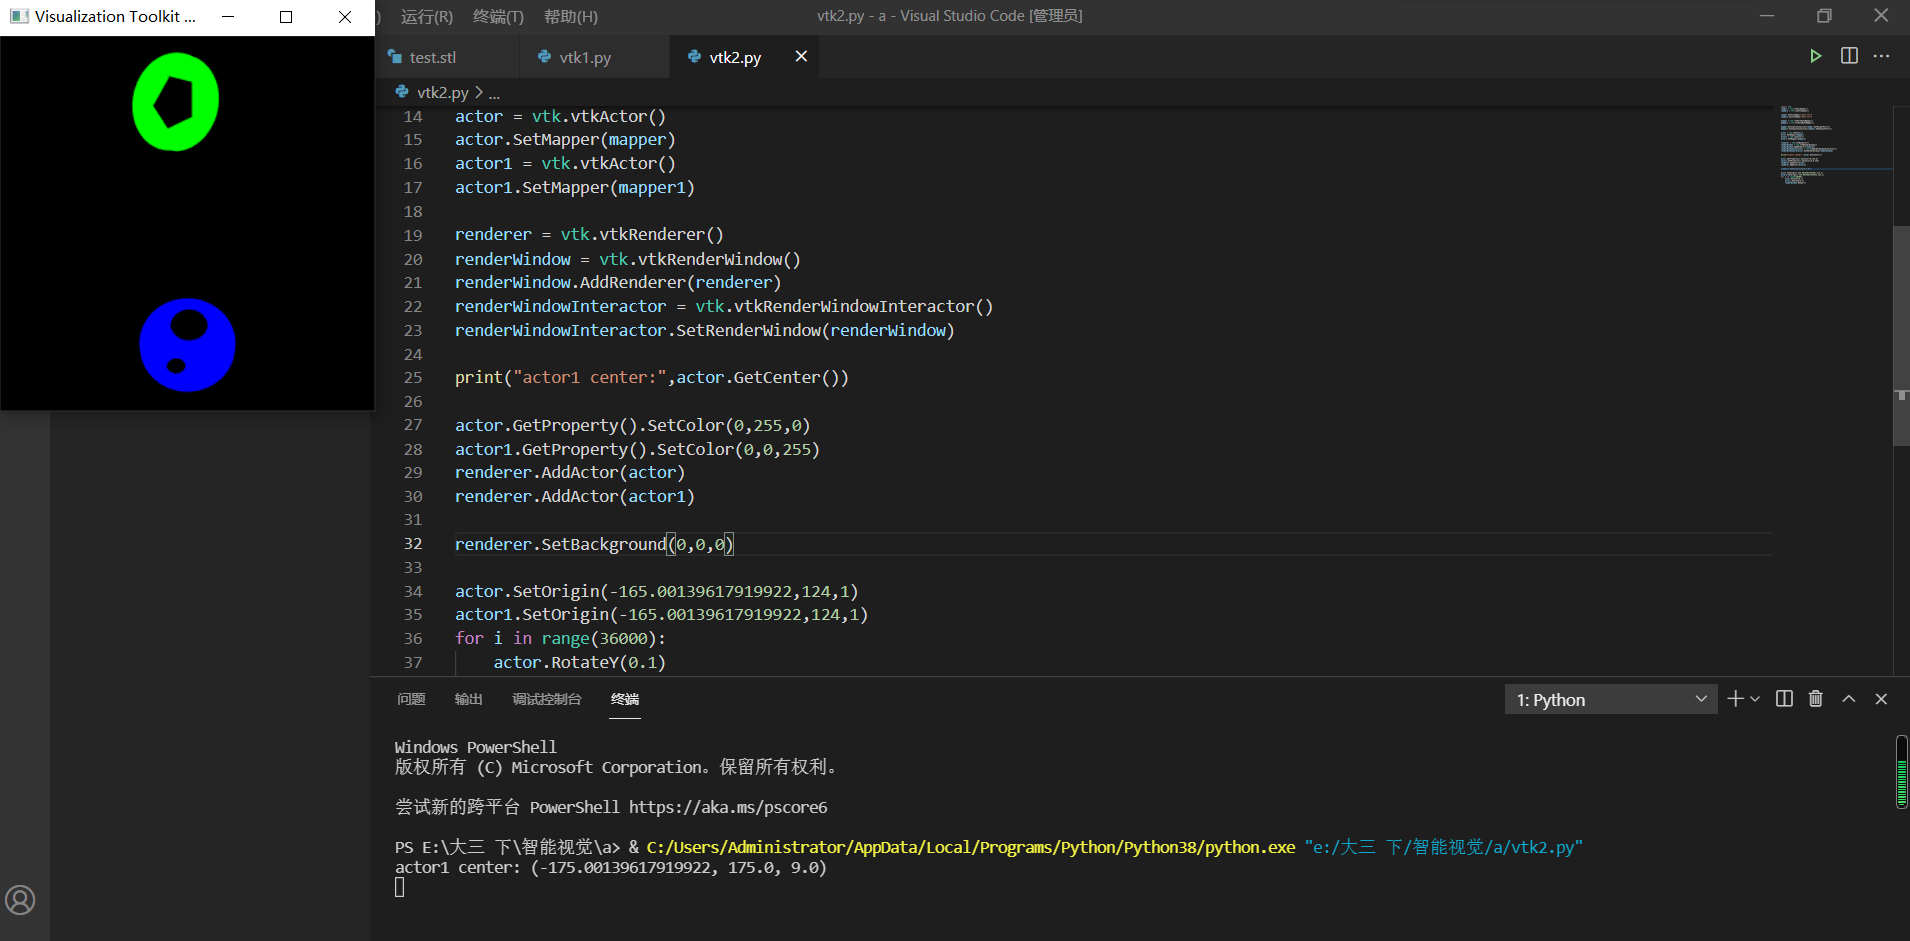 Visualization Toolkit ...
) 运行(R) 终端(T) 帮助(H)
vtk2.py - a - Visual Studio Code [管理员]
test.stl
vtk1.py
vtk2.py
vtk2.py > ...
14 actor = vtk.vtkActor()
15 actor.SetMapper(mapper)
16 actor1 = vtk.vtkActor()
17 actor1.SetMapper(mapper1)
18
19 renderer = vtk.vtkRenderer()
20 renderWindow = vtk.vtkRenderWindow()
21 renderWindow.AddRenderer(renderer)
22 renderWindowInteractor = vtk.vtkRenderWindowInteractor()
23 renderWindowInteractor.SetRenderWindow(renderWindow)
24
25 print("actor1 center:",actor.GetCenter())
26
27 actor.GetProperty().SetColor(0,255,0)
28 actor1.GetProperty().SetColor(0,0,255)
29 renderer.AddActor(actor)
30 renderer.AddActor(actor1)
31
32 renderer.SetBackground(0,0,0)
33
34 actor.SetOrigin(-165.00139617919922,124,1)
35 actor1.SetOrigin(-165.00139617919922,124,1)
36 for i in range(36000):
37 actor.RotateY(0.1)
问题 输出 调试控制台 终端
1: Python
Windows PowerShell
版权所有 (C) Microsoft Corporation。保留所有权利。
尝试新的跨平台 PowerShell https://aka.ms/pscore6
PS E:\大三 下\智能视觉\a> & C:/Users/Administrator/AppData/Local/Programs/Python/Python38/python.exe "e:/大三 下/智能视觉/a/vtk2.py"
actor1 center: (-175.00139617919922, 175.0, 9.0)